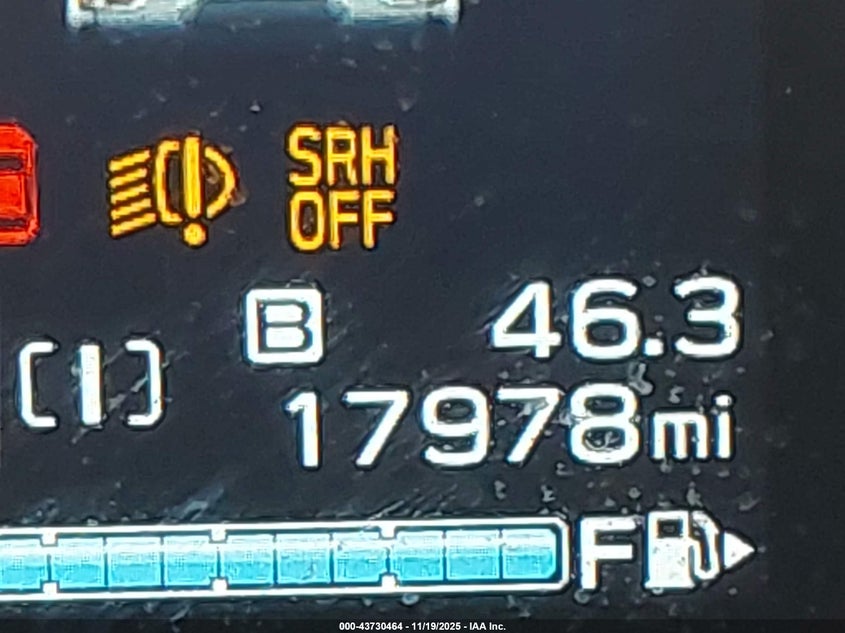 SRH
OFF
B 46.3
17978mi
F
000-43730464 - 11/19/2025 - IAA Inc.